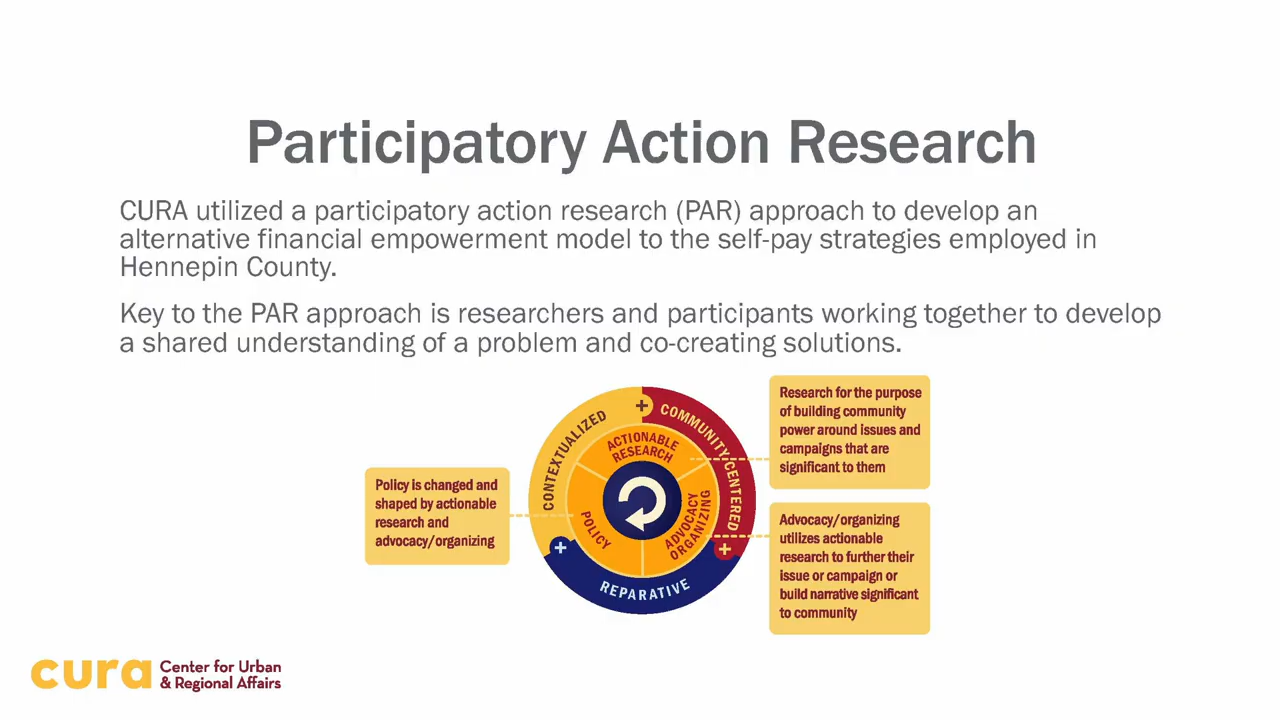 Participatory Action Research
CURA utilized a participatory action research (PAR) approach to develop an
alternative financial empowerment model to the self-pay strategies employed in
Hennepin County.
Key to the PAR approach is researchers and participants working together to develop
a shared understanding of a problem and co-creating solutions.
Policy is changed and
shaped by actionable
research and
advocacy/organizing
CONTEXTUALIZED
+
COMMUNITY-CENTERED
+
REPARATIVE
+
ACTIONABLE
RESEARCH
ADVOCACY
ORGANIZING
POLICY
Research for the purpose
of building community
power around issues and
campaigns that are
significant to them
Advocacy/organizing
utilizes actionable
research to further their
issue or campaign or
build narrative significant
to community
cura Center for Urban
& Regional Affairs